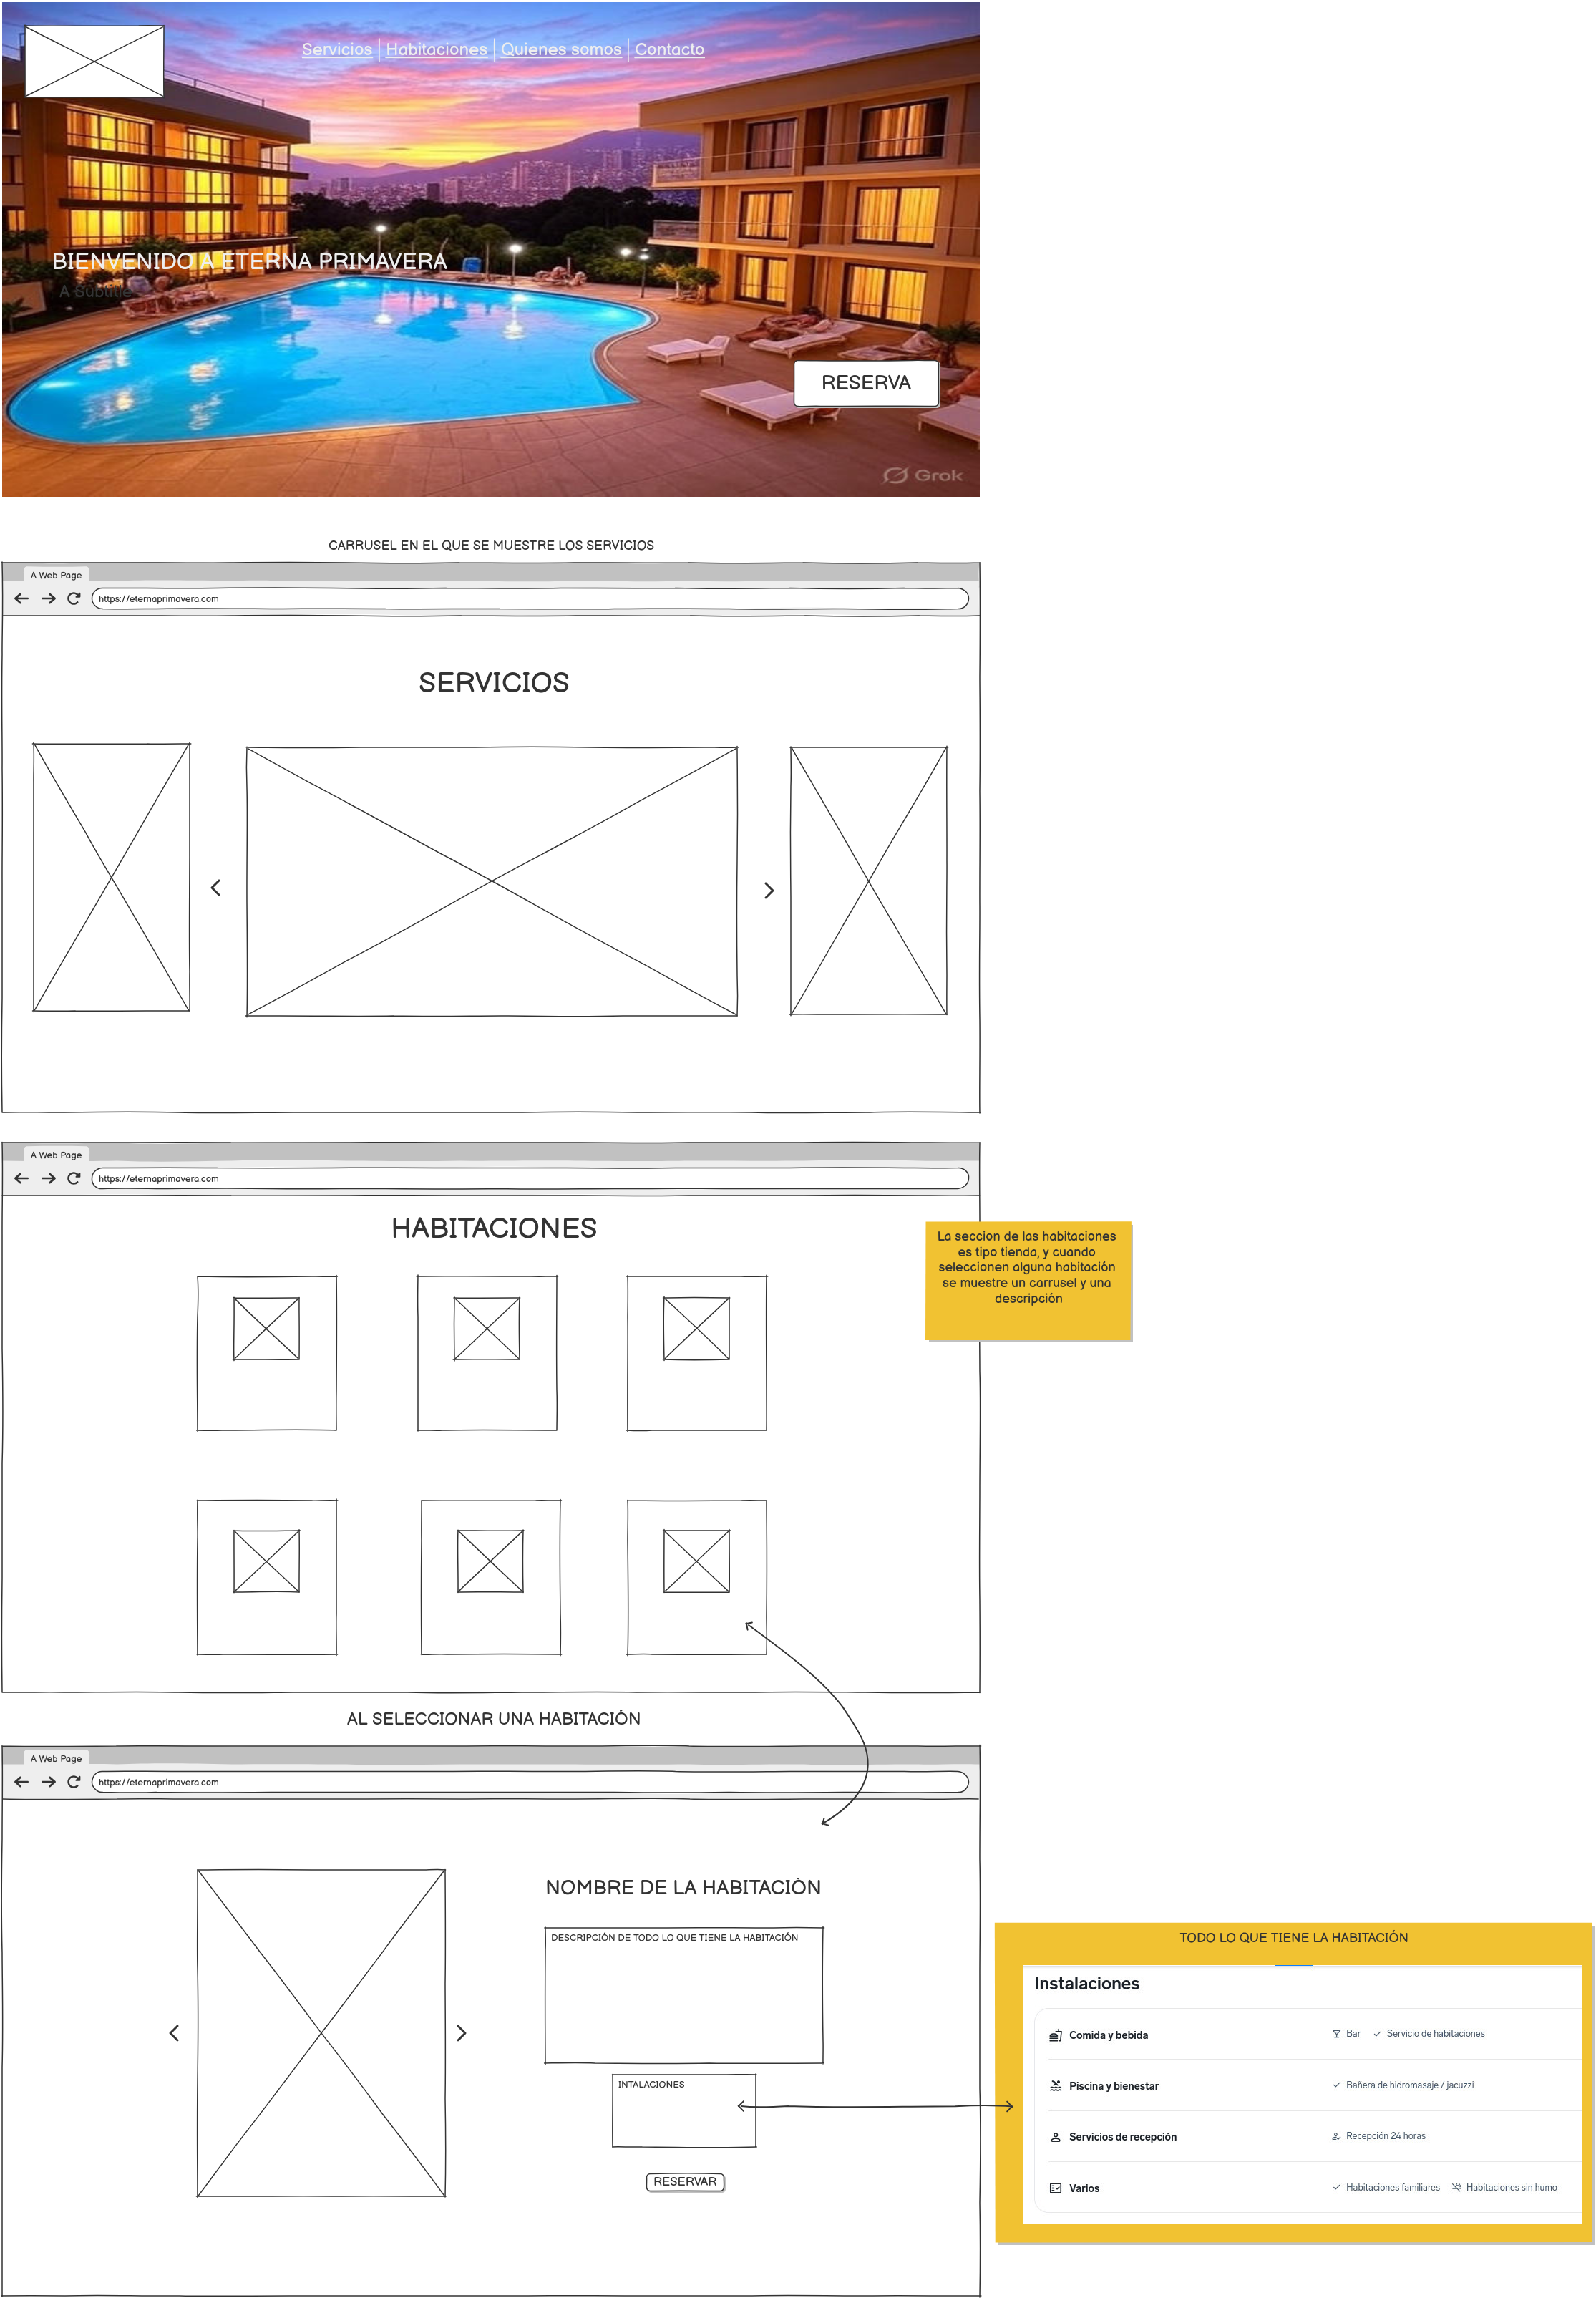 Servicios | Habitaciones | Quienes somos | Contacto
BIENVENIDO A ETERNA PRIMAVERA
A Subtitle
RESERVA
Grok
CARRUSEL EN EL QUE SE MUESTRE LOS SERVICIOS
A Web Page
https://eternaprimavera.com
SERVICIOS
A Web Page
https://eternaprimavera.com
HABITACIONES
La seccion de las habitaciones
es tipo tienda, y cuando
seleccionen alguna habitación
se muestre un carrusel y una
descripción
AL SELECCIONAR UNA HABITACIÓN
A Web Page
https://eternaprimavera.com
NOMBRE DE LA HABITACIÓN
DESCRIPCIÓN DE TODO LO QUE TIENE LA HABITACIÓN
INTALACIONES
RESERVAR
TODO LO QUE TIENE LA HABITACIÓN
Instalaciones
Comida y bebida Bar Servicio de habitaciones
Piscina y bienestar Bañera de hidromasaje / jacuzzi
Servicios de recepción Recepción 24 horas
Varios Habitaciones familiares Habitaciones sin humo